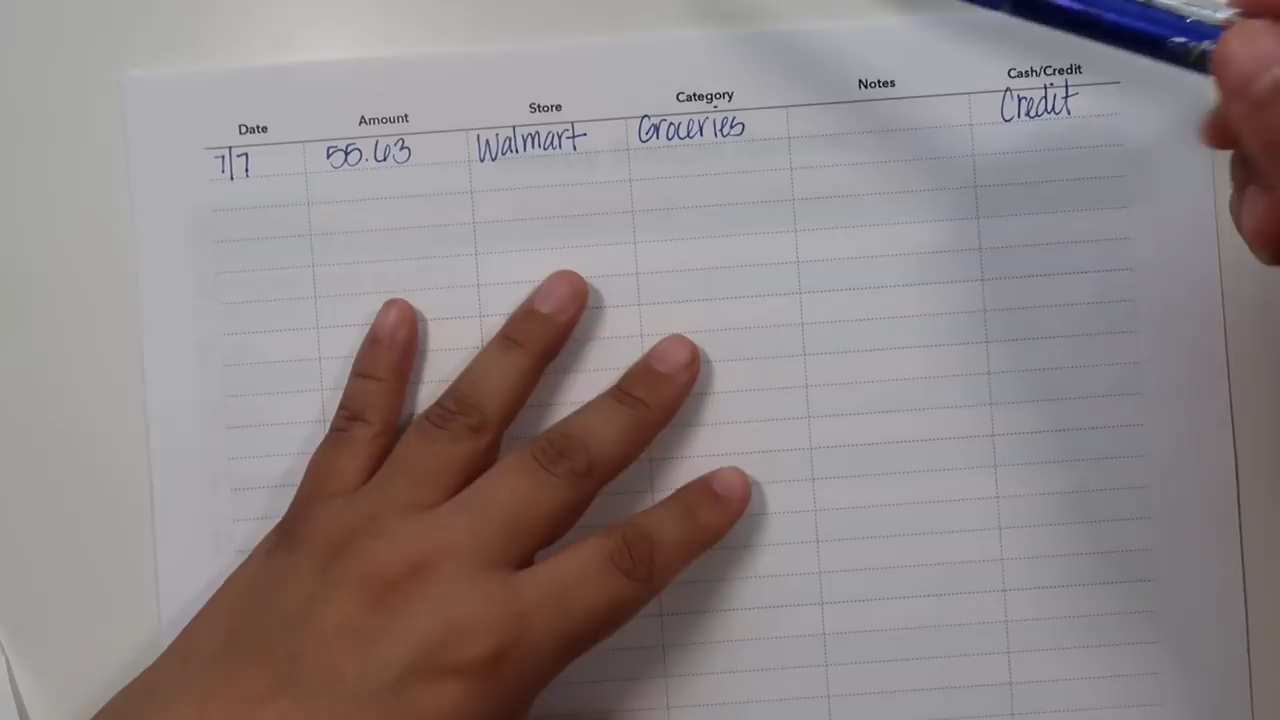 Date Amount Store Category Notes Cash/Credit
7/7 55.63 Walmart Groceries Credit